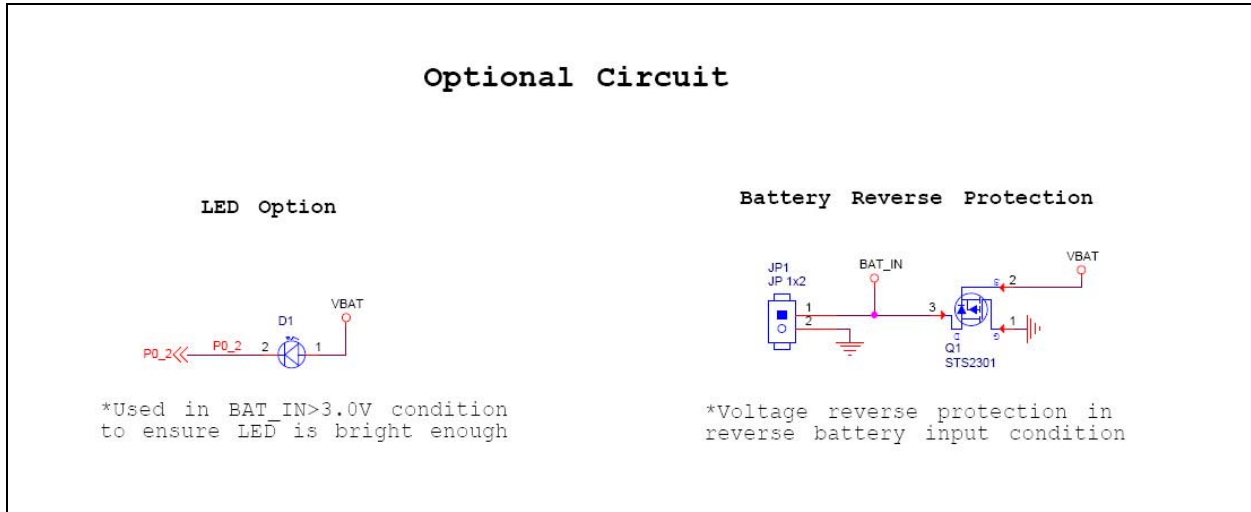 Optional Circuit
LED Option
Battery Reverse Protection
VBAT
D1
P0_2
P0_2
2
1
*Used in BAT_IN>3.0V condition
to ensure LED is bright enough
JP1
JP 1x2
BAT_IN
VBAT
1
2
3
S
2
1
D
G
Q1
STS2301
*Voltage reverse protection in
reverse battery input condition